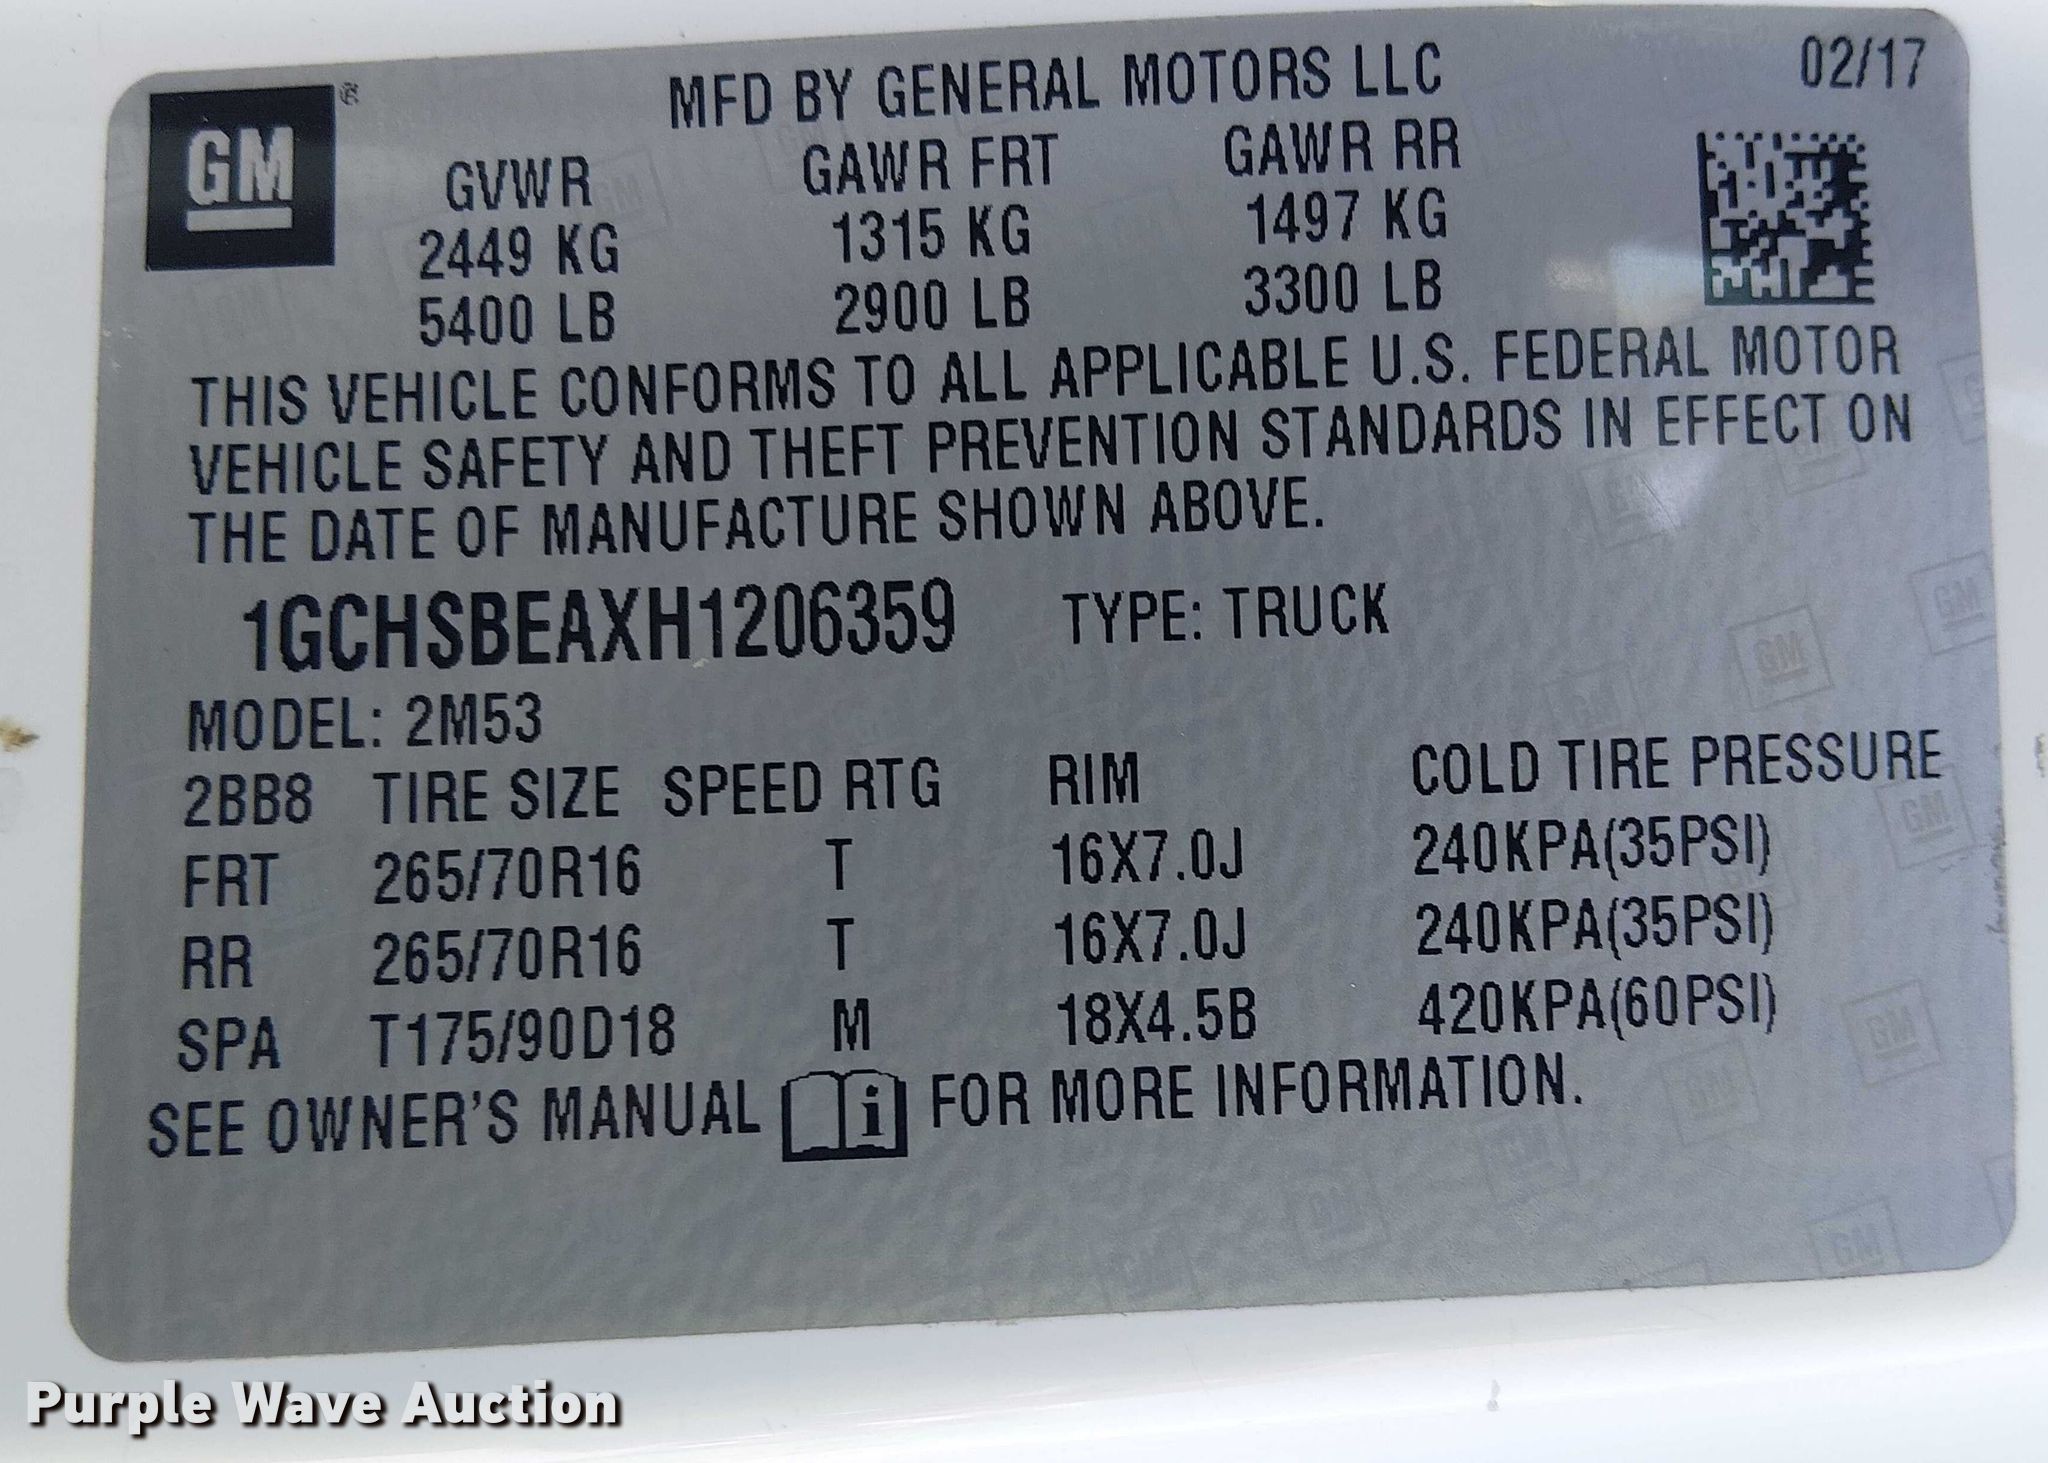 GM ®
MFD BY GENERAL MOTORS LLC 02/17
GVWR GAWR FRT GAWR RR
2449 KG 1315 KG 1497 KG
5400 LB 2900 LB 3300 LB
THIS VEHICLE CONFORMS TO ALL APPLICABLE U.S. FEDERAL MOTOR
VEHICLE SAFETY AND THEFT PREVENTION STANDARDS IN EFFECT ON
THE DATE OF MANUFACTURE SHOWN ABOVE.
1GCHSBEAXH1206359 TYPE: TRUCK
MODEL: 2M53
2BB8 TIRE SIZE SPEED RTG RIM COLD TIRE PRESSURE
FRT 265/70R16 T 16X7.0J 240KPA(35PSI)
RR 265/70R16 T 16X7.0J 240KPA(35PSI)
SPA T175/90D18 M 18X4.5B 420KPA(60PSI)
SEE OWNER'S MANUAL i FOR MORE INFORMATION.
Purple Wave Auction